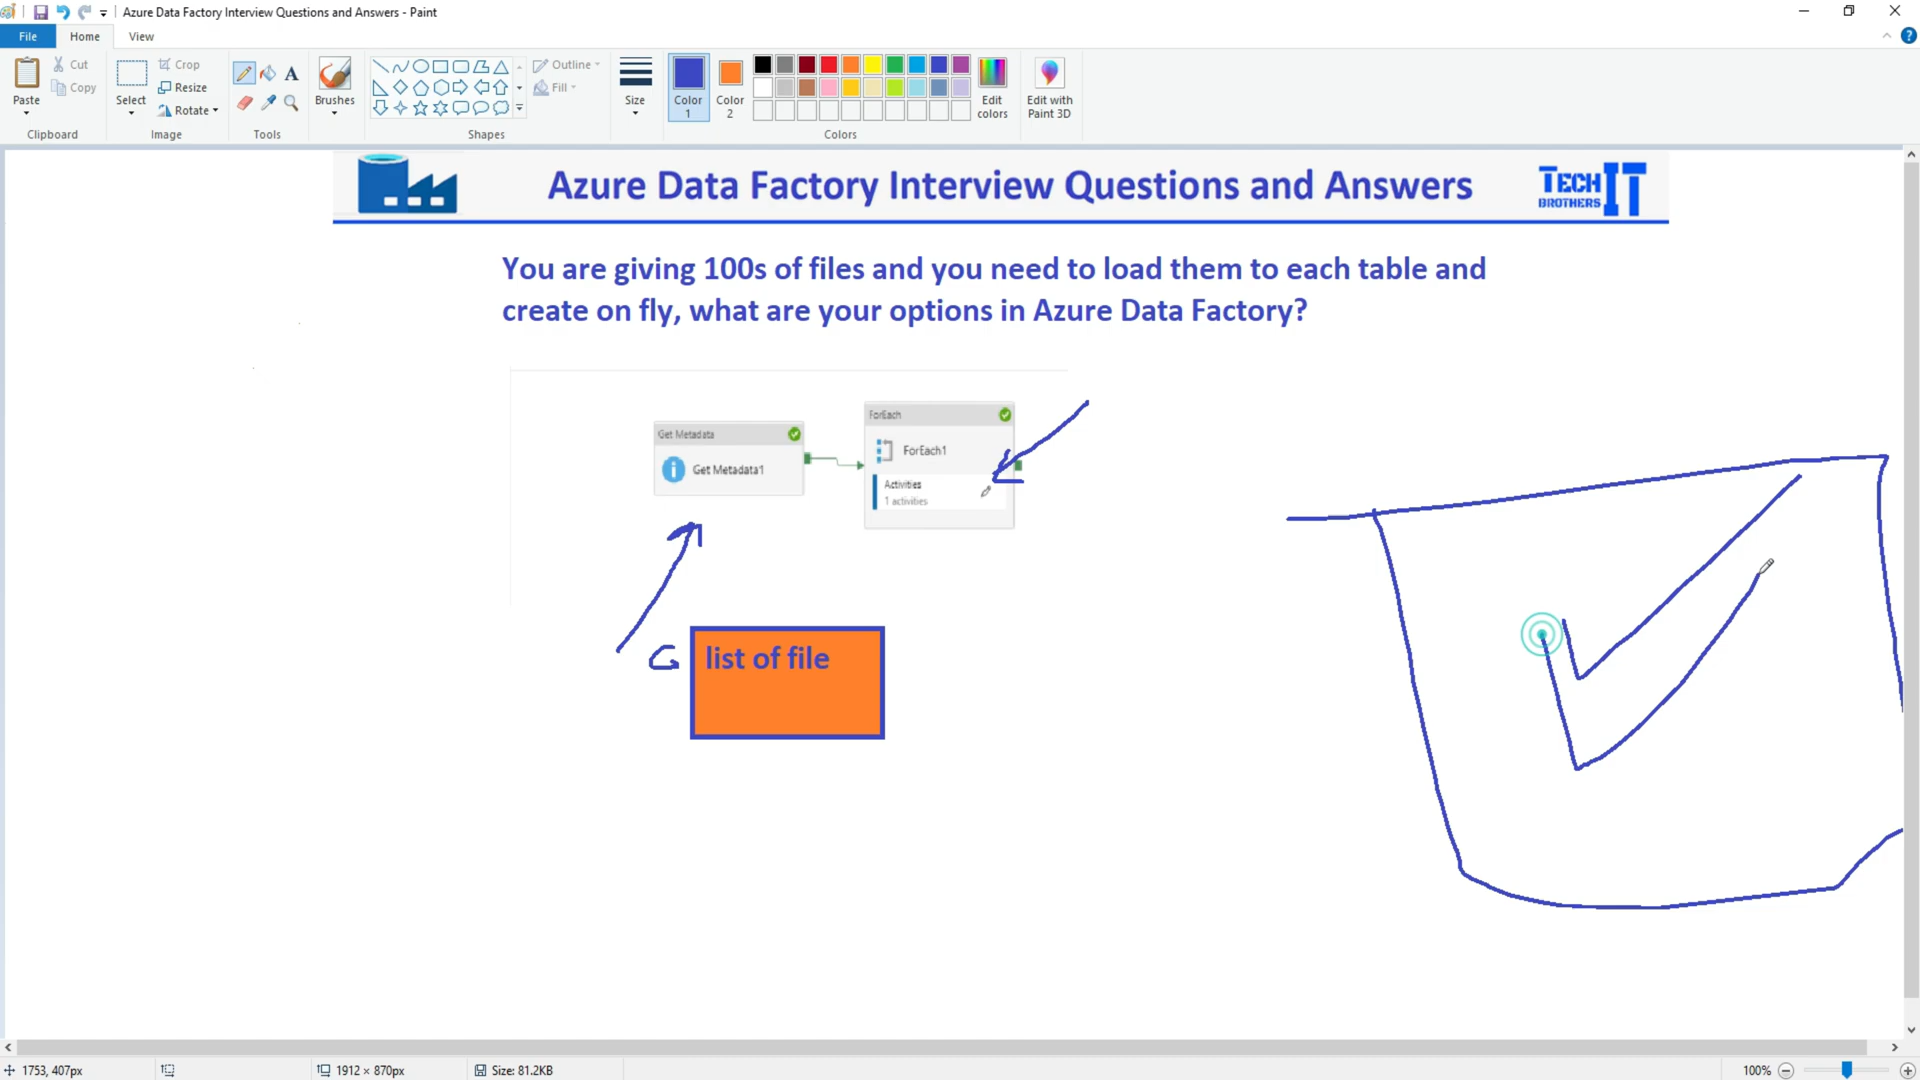 Azure Data Factory Interview Questions and Answers - Paint
File
Home
View
Paste
Cut
Copy
Clipboard
Select
Crop
Resize
Rotate
Image
Tools
Brushes
Shapes
Outline
Fill
Size
Color 1
Color 2
Colors
Edit colors
Edit with Paint 3D
Azure Data Factory Interview Questions and Answers
TECH BROTHERS IT
You are giving 100s of files and you need to load them to each table and
create on fly, what are your options in Azure Data Factory?
Get Metadata
Get Metadata1
ForEach
ForEach1
Activities
1 activities
G
list of file
1753, 407px
1912 × 870px
Size: 81.2KB
100%